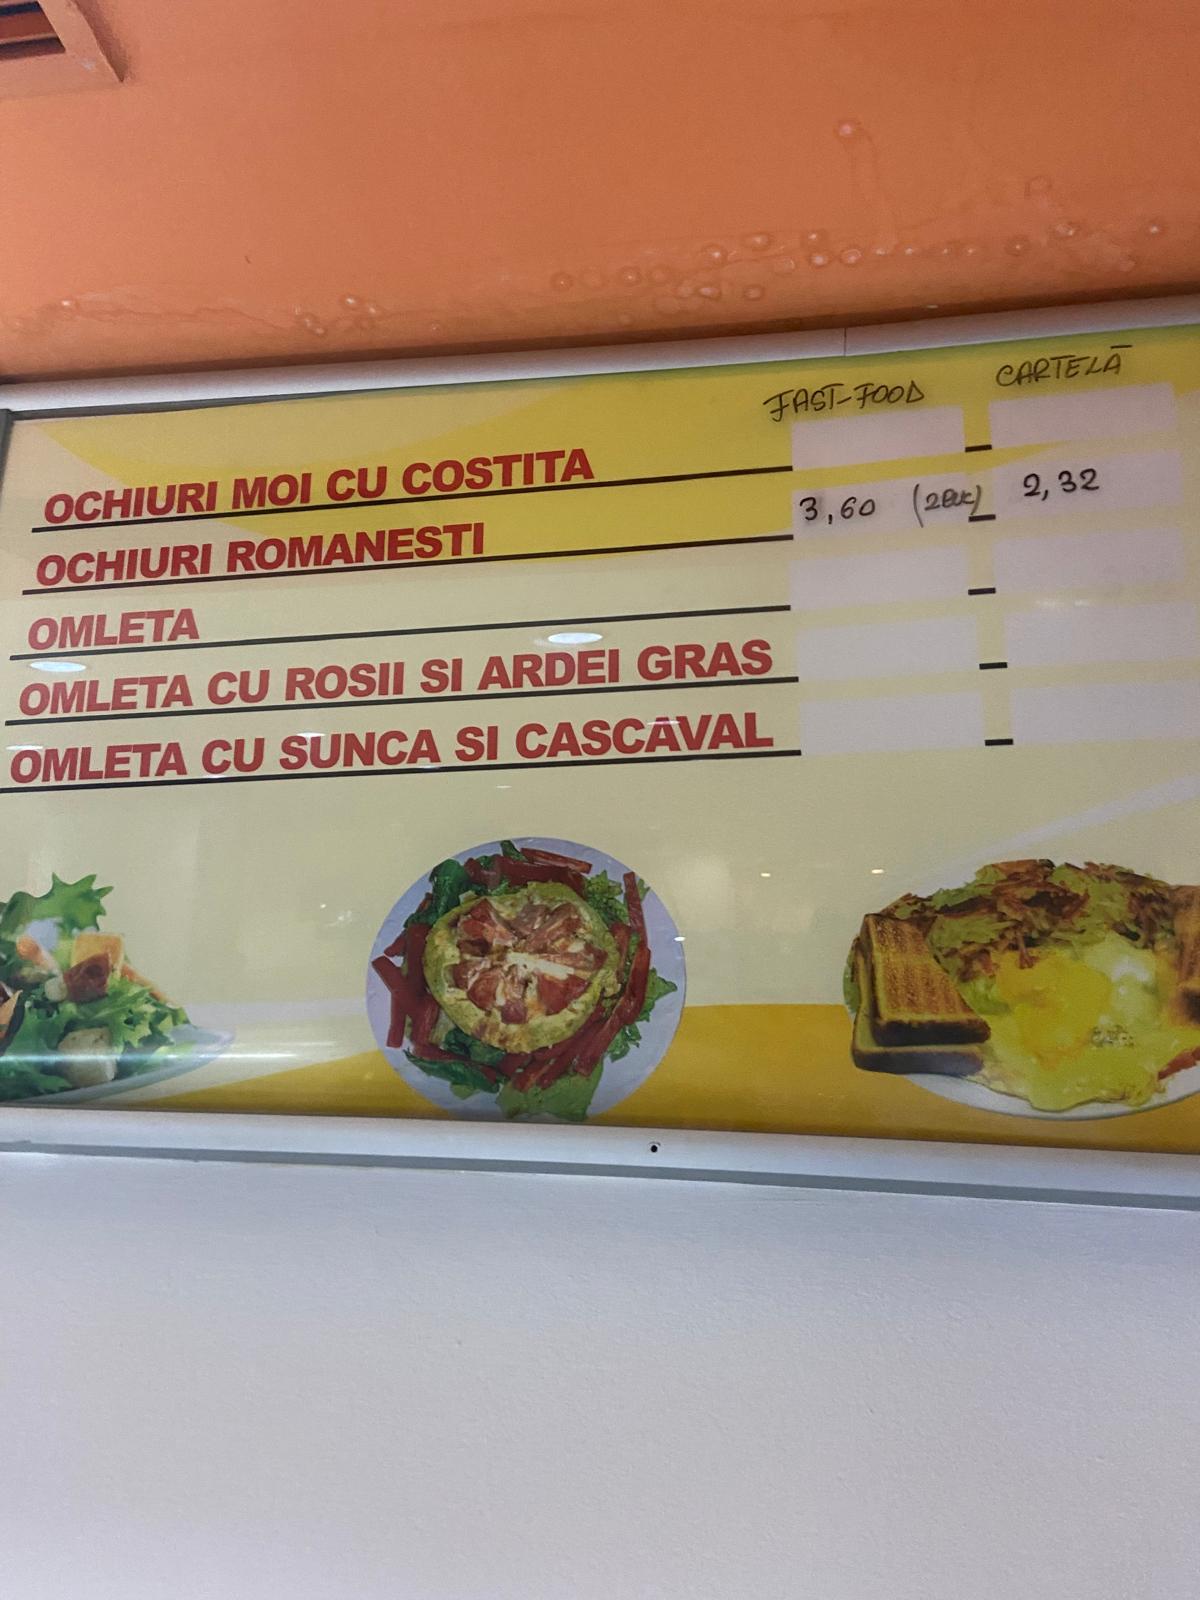 FAST-FOOD CARTELĂ
OCHIURI MOI CU COSTITA
OCHIURI ROMANESTI 3,60 (2BUC) 2,32
OMLETA
OMLETA CU ROSII SI ARDEI GRAS
OMLETA CU SUNCA SI CASCAVAL